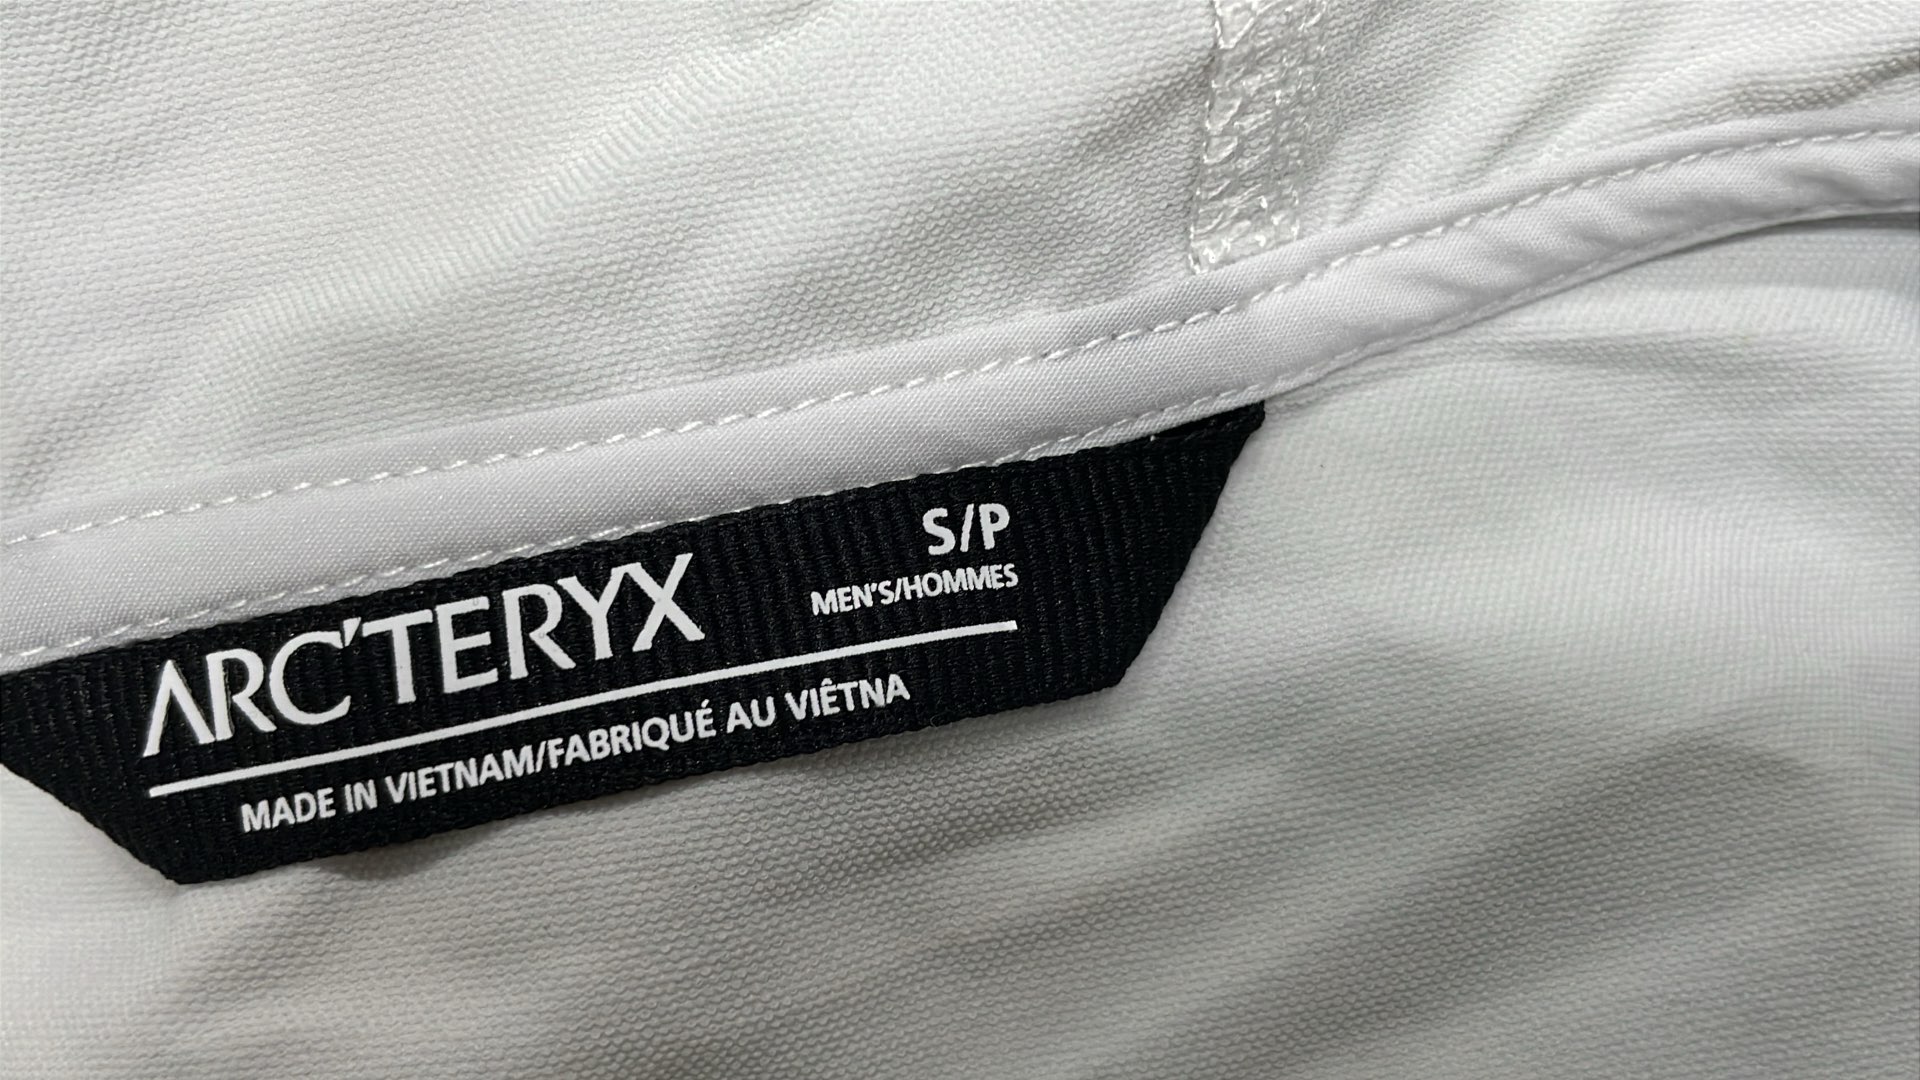 S/P
ARC'TERYX
MEN'S/HOMMES
MADE IN VIETNAM/FABRIQUÉ AU VIÊTNA